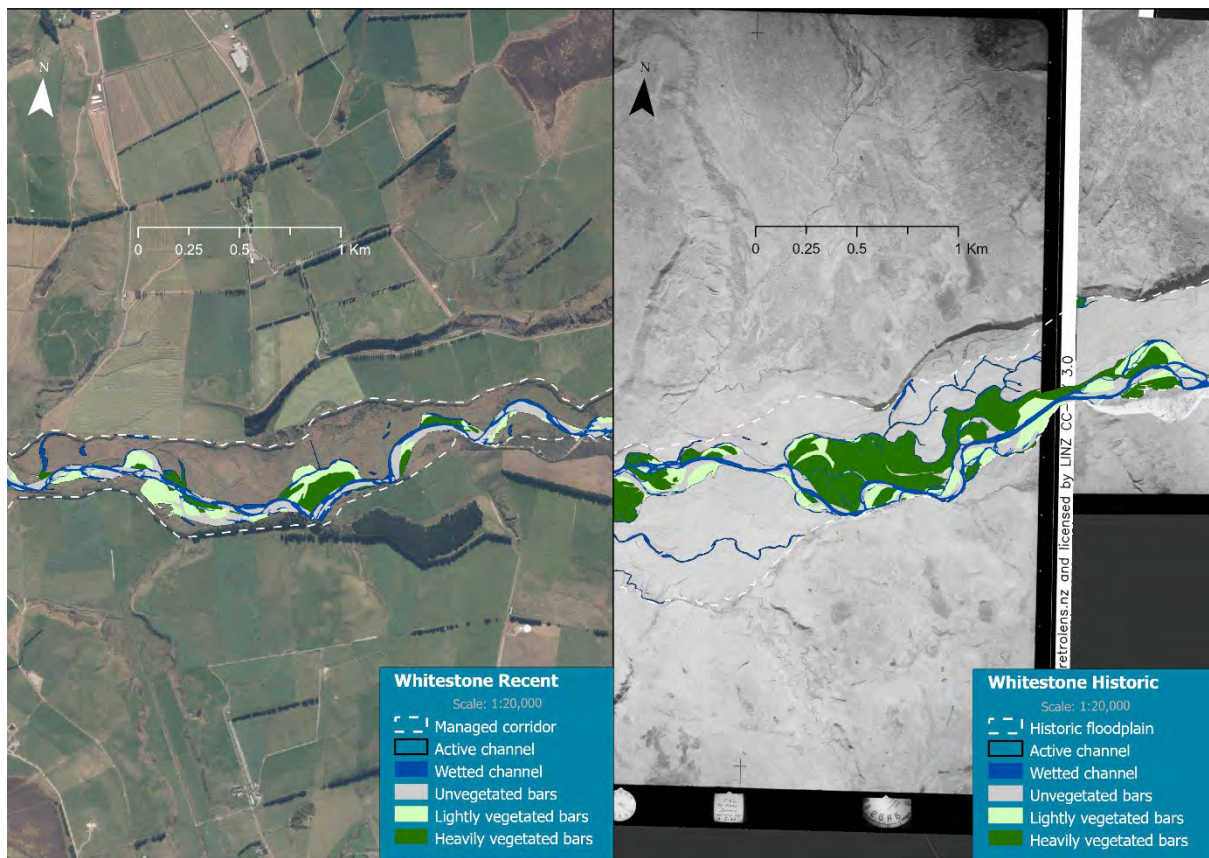 N
0 0.25 0.5 1 Km
Whitestone Recent
Scale: 1:20,000
Managed corridor
Active channel
Wetted channel
Unvegetated bars
Lightly vegetated bars
Heavily vegetated bars
N
0 0.25 0.5 1 Km
retrolens.nz and licensed by LINZ CC- 3.0
Whitestone Historic
Scale: 1:20,000
Historic floodplain
Active channel
Wetted channel
Unvegetated bars
Lightly vegetated bars
Heavily vegetated bars